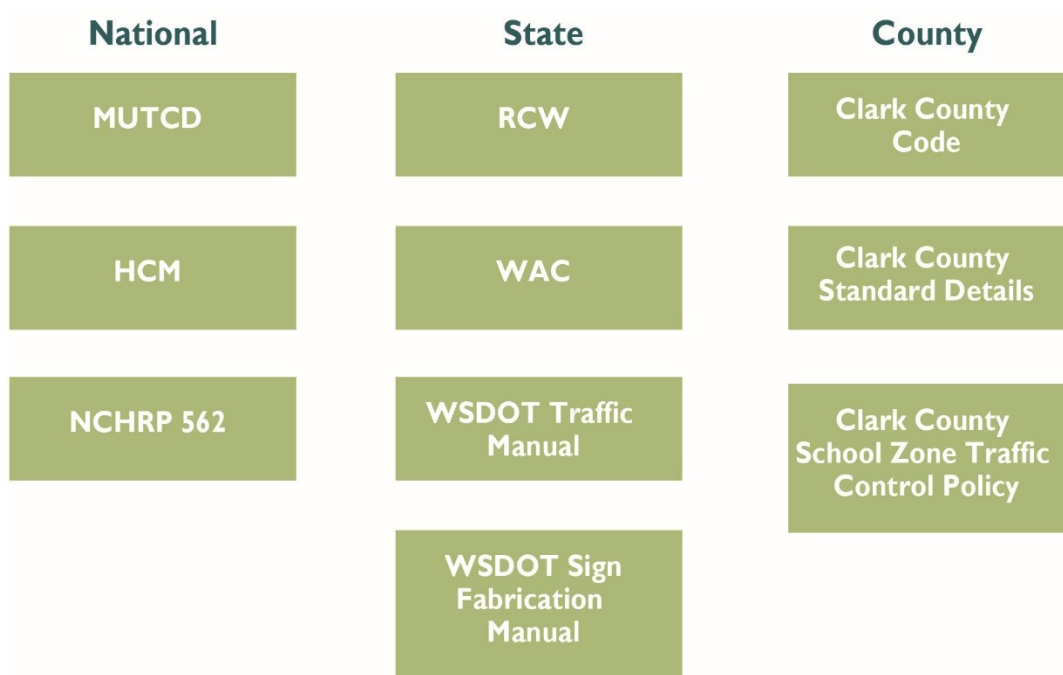 National
State
County
MUTCD
RCW
Clark County
Code
HCM
WAC
Clark County
Standard Details
NCHRP 562
WSDOT Traffic
Manual
Clark County
School Zone Traffic
Control Policy
WSDOT Sign
Fabrication
Manual